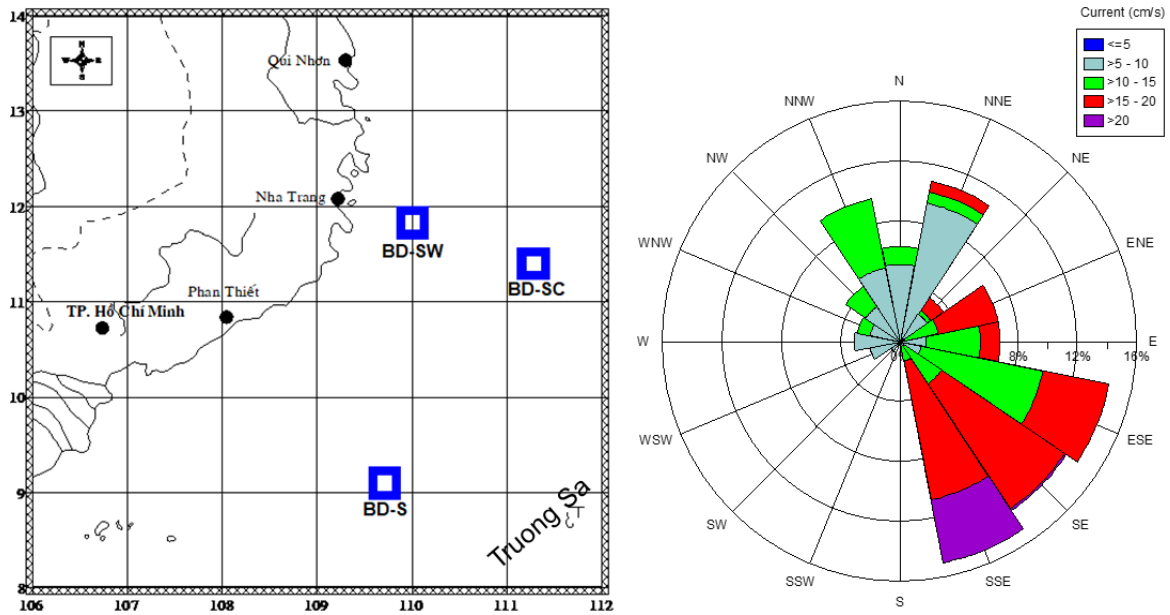 14
13
12
11
10
9
8
106
107
108
109
110
111
112
N
W
E
S
Qui Nhơn
Nha Trang
Phan Thiết
TP. Hồ Chí Minh
BD-SW
BD-SC
BD-S
Truong Sa
Current (cm/s)
<=5
>5 - 10
>10 - 15
>15 - 20
>20
N
NNE
NE
ENE
E
ESE
SE
SSE
S
SSW
SW
WSW
W
WNW
NW
NNW
0%
8%
12%
16%